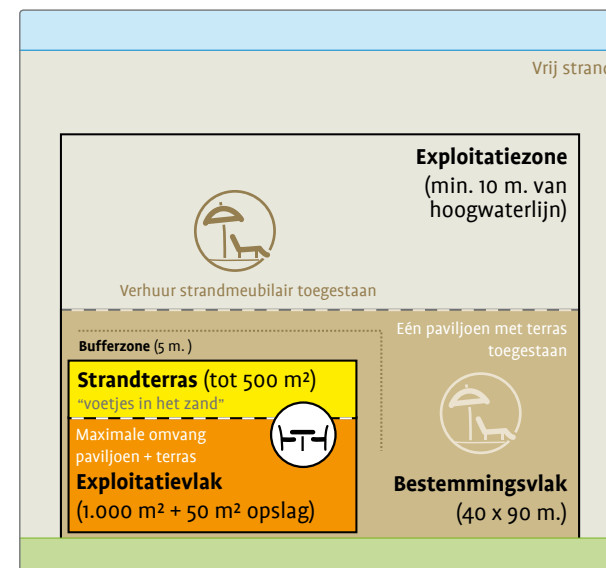 Vrij strand
Exploitatiezone
(min. 10 m. van
hoogwaterlijn)
Verhuur strandmeubilair toegestaan
Eén paviljoen met terras
toegestaan
Bufferzone (5 m.)
Strandterras (tot 500 m²)
“voetjes in het zand”
Maximale omvang
paviljoen + terras
Exploitatievlak
(1.000 m² + 50 m² opslag)
Bestemmingsvlak
(40 x 90 m.)